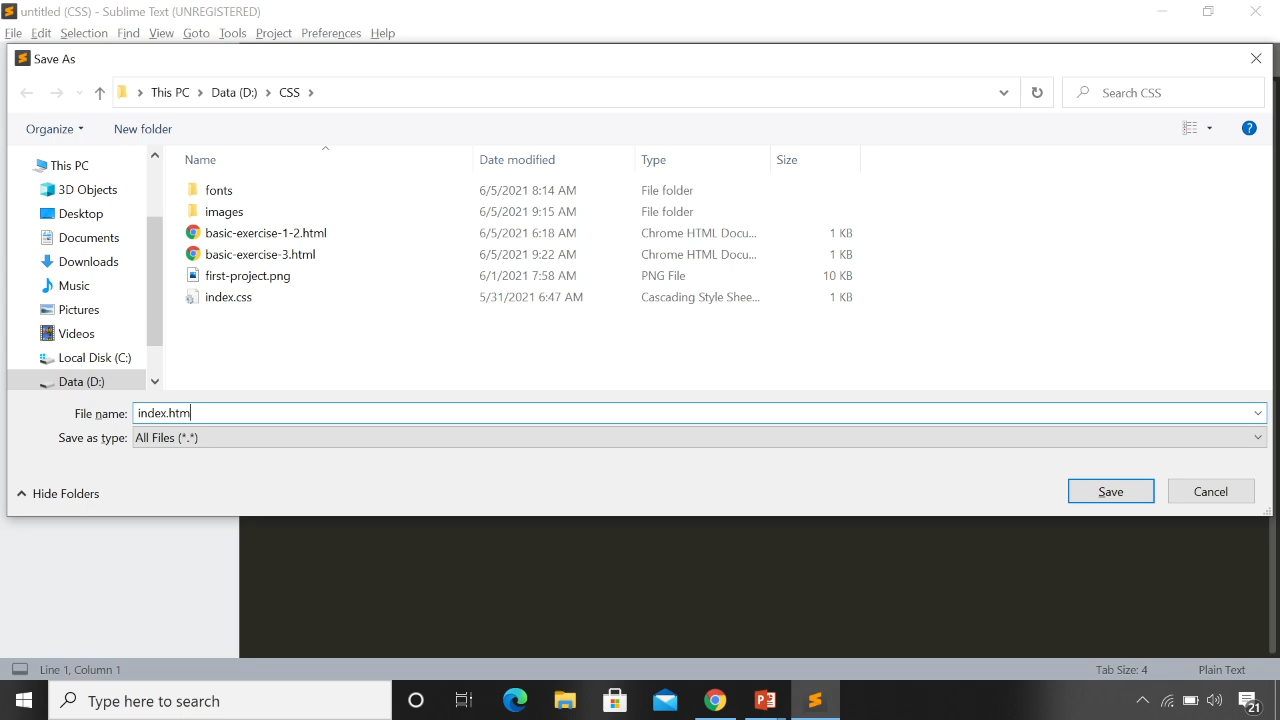 untitled (CSS) - Sublime Text (UNREGISTERED)
File Edit Selection Find View Goto Tools Project Preferences Help
Save As
This PC Data (D:) CSS
Search CSS
Organize New folder
Name Date modified Type Size
This PC
3D Objects
Desktop
Documents
Downloads
Music
Pictures
Videos
Local Disk (C:)
Data (D:)
fonts 6/5/2021 8:14 AM File folder
images 6/5/2021 9:15 AM File folder
basic-exercise-1-2.html 6/5/2021 6:18 AM Chrome HTML Docu... 1 KB
basic-exercise-3.html 6/5/2021 9:22 AM Chrome HTML Docu... 1 KB
first-project.png 6/1/2021 7:58 AM PNG File 10 KB
index.css 5/31/2021 6:47 AM Cascading Style Shee... 1 KB
File name: index.htm
Save as type: All Files (*.*)
Hide Folders
Save Cancel
Line 1, Column 1
Tab Size: 4 Plain Text
Type here to search
21